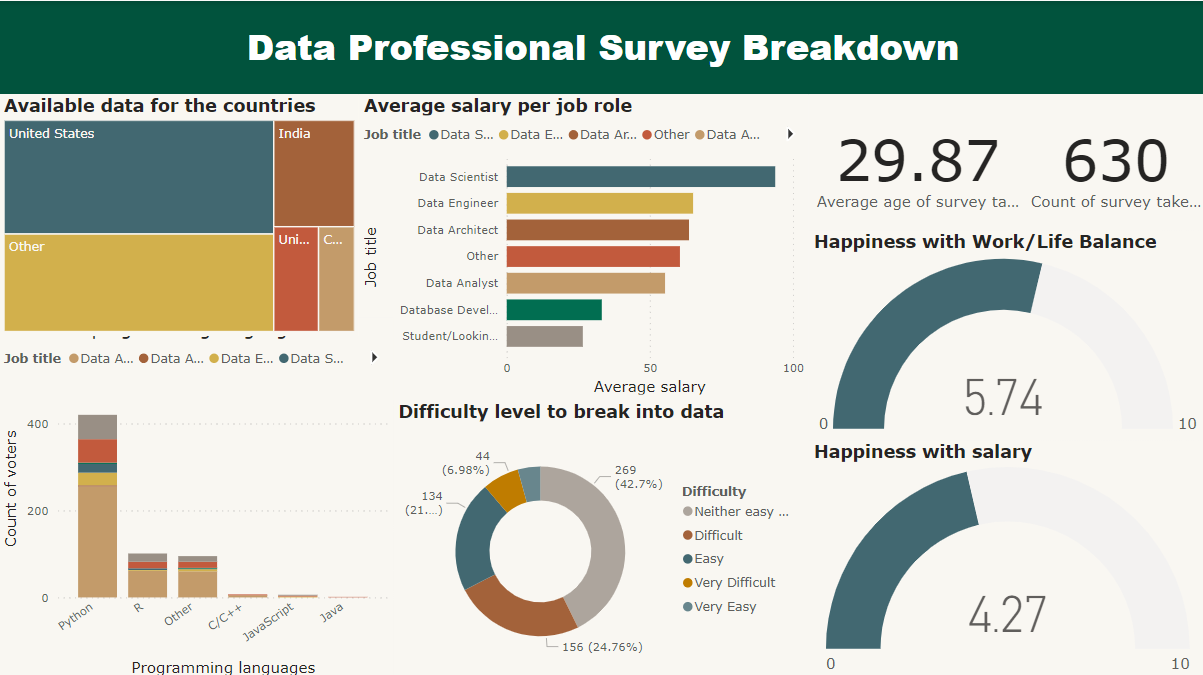 Data Professional Survey Breakdown
Available data for the countries
United States
India
Other
Uni...
C...
Average salary per job role
Job title Data S... Data E... Data Ar... Other Data A...
Job title
Data Scientist
Data Engineer
Data Architect
Other
Data Analyst
Database Devel...
Student/Lookin...
0 50 100
Average salary
29.87
Average age of survey ta...
630
Count of survey take...
Happiness with Work/Life Balance
5.74
0 10
Happiness with salary
4.27
0 10
Job title Data A... Data A... Data E... Data S...
Count of voters
400
200
0
Python R Other C/C++ JavaScript Java
Programming languages
Difficulty level to break into data
44
(6.98%)
134
(21....)
269
(42.7%)
156 (24.76%)
Difficulty
Neither easy ...
Difficult
Easy
Very Difficult
Very Easy